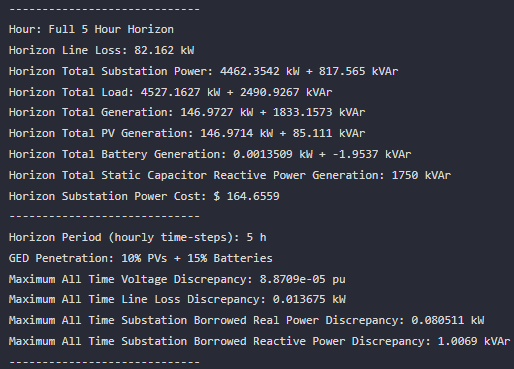 -----------------------------
Hour: Full 5 Hour Horizon
Horizon Line Loss: 82.162 kW
Horizon Total Substation Power: 4462.3542 kW + 817.565 kVAr
Horizon Total Load: 4527.1627 kW + 2490.9267 kVAr
Horizon Total Generation: 146.9727 kW + 1833.1573 kVAr
Horizon Total PV Generation: 146.9714 kW + 85.111 kVAr
Horizon Total Battery Generation: 0.0013509 kW + -1.9537 kVAr
Horizon Total Static Capacitor Reactive Power Generation: 1750 kVAr
Horizon Substation Power Cost: $ 164.6559
-----------------------------
Horizon Period (hourly time-steps): 5 h
GED Penetration: 10% PVs + 15% Batteries
Maximum All Time Voltage Discrepancy: 8.8709e-05 pu
Maximum All Time Line Loss Discrepancy: 0.013675 kW
Maximum All Time Substation Borrowed Real Power Discrepancy: 0.080511 kW
Maximum All Time Substation Borrowed Reactive Power Discrepancy: 1.0069 kVAr
-----------------------------